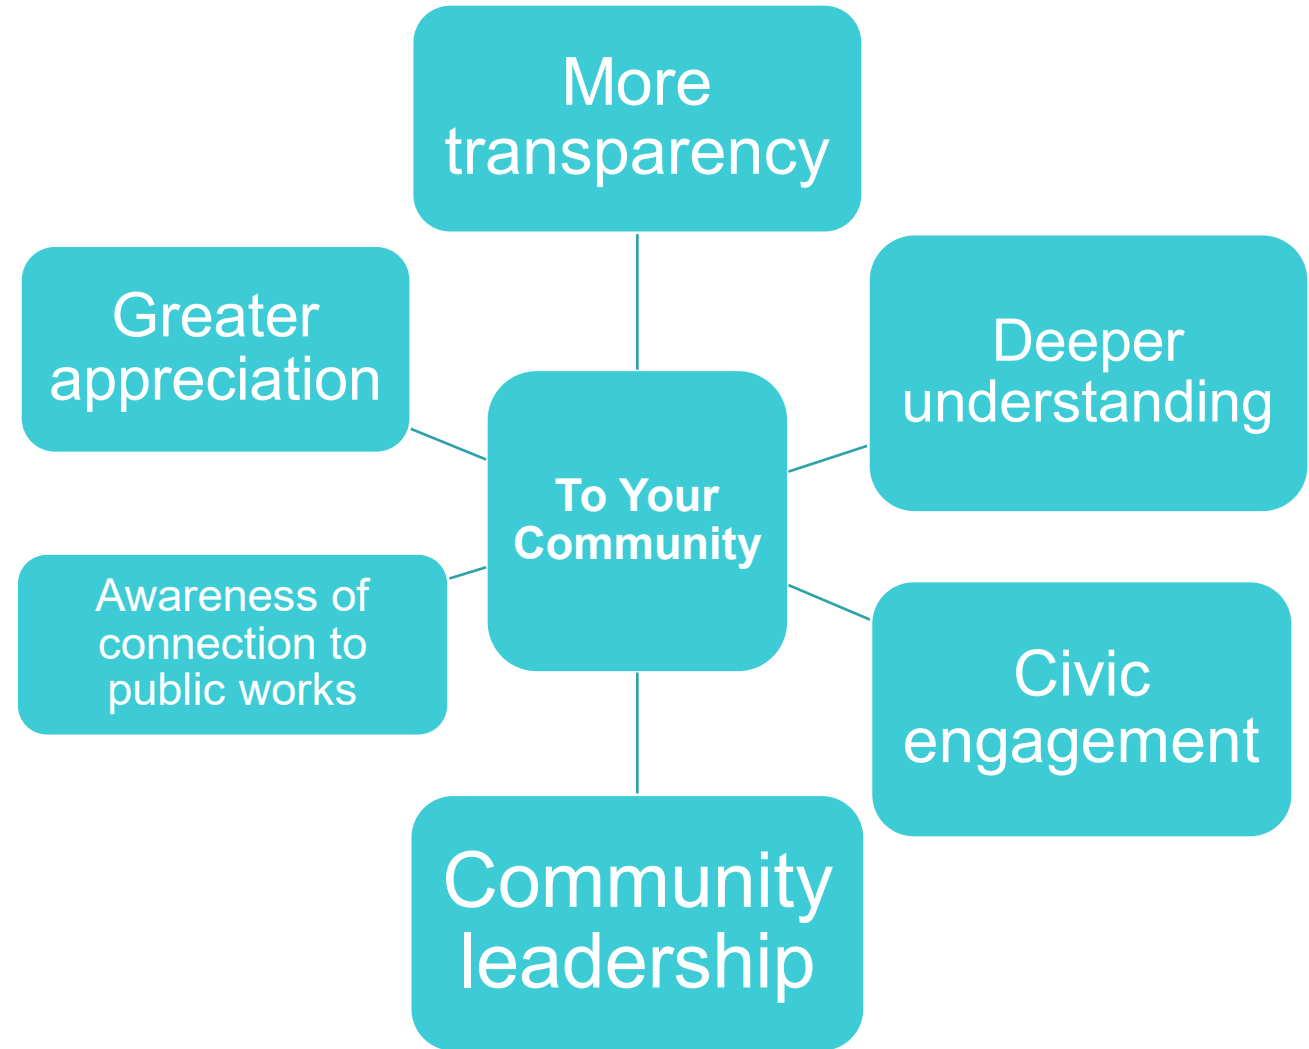 More
transparency
Greater
appreciation
Deeper
understanding
To Your
Community
Awareness of
connection to
public works
Civic
engagement
Community
leadership